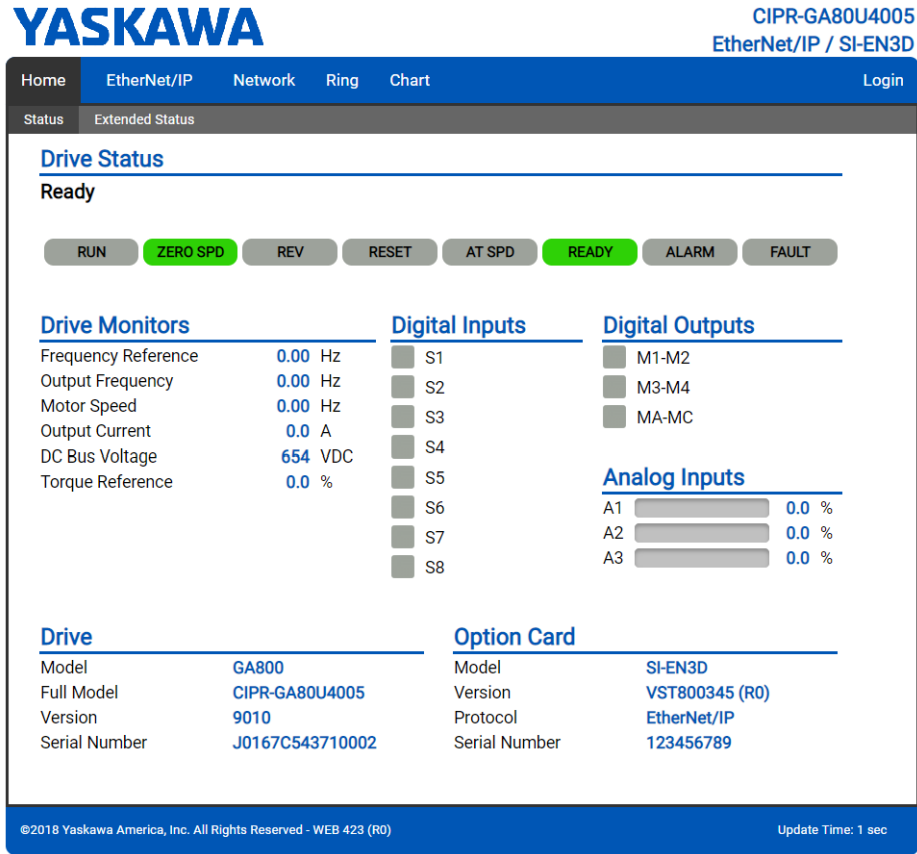 YASKAWA
CIPR-GA80U4005
EtherNet/IP / SI-EN3D
Home EtherNet/IP Network Ring Chart Login
Status Extended Status
Drive Status
Ready
RUN ZERO SPD REV RESET AT SPD READY ALARM FAULT
Drive Monitors
Frequency Reference 0.00 Hz
Output Frequency 0.00 Hz
Motor Speed 0.00 Hz
Output Current 0.0 A
DC Bus Voltage 654 VDC
Torque Reference 0.0 %
Digital Inputs
S1
S2
S3
S4
S5
S6
S7
S8
Digital Outputs
M1-M2
M3-M4
MA-MC
Analog Inputs
A1 0.0 %
A2 0.0 %
A3 0.0 %
Drive
Model GA800
Full Model CIPR-GA80U4005
Version 9010
Serial Number J0167C543710002
Option Card
Model SI-EN3D
Version VST800345 (R0)
Protocol EtherNet/IP
Serial Number 123456789
©2018 Yaskawa America, Inc. All Rights Reserved - WEB 423 (R0) Update Time: 1 sec